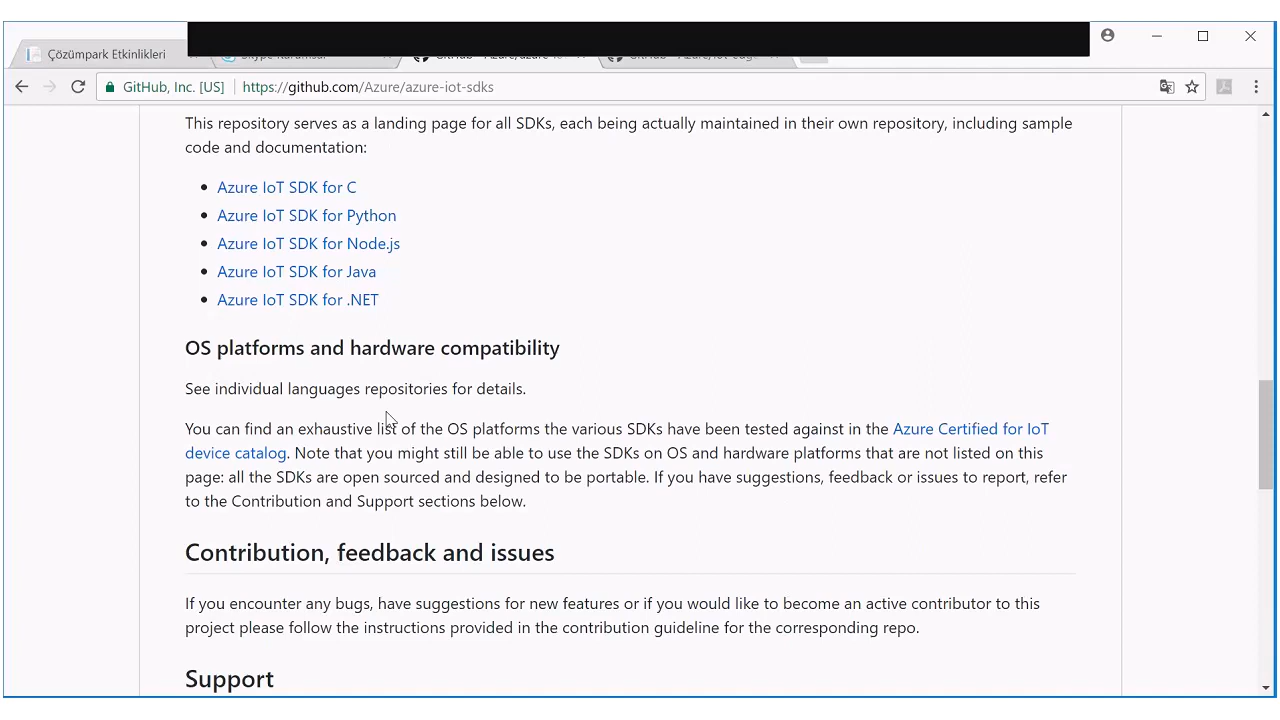 Çözümpark Etkinlikleri
GitHub, Inc. [US]
https://github.com/Azure/azure-iot-sdks
This repository serves as a landing page for all SDKs, each being actually maintained in their own repository, including sample
code and documentation:
Azure IoT SDK for C
Azure IoT SDK for Python
Azure IoT SDK for Node.js
Azure IoT SDK for Java
Azure IoT SDK for .NET
OS platforms and hardware compatibility
See individual languages repositories for details.
You can find an exhaustive list of the OS platforms the various SDKs have been tested against in the Azure Certified for IoT
device catalog. Note that you might still be able to use the SDKs on OS and hardware platforms that are not listed on this
page: all the SDKs are open sourced and designed to be portable. If you have suggestions, feedback or issues to report, refer
to the Contribution and Support sections below.
Contribution, feedback and issues
If you encounter any bugs, have suggestions for new features or if you would like to become an active contributor to this
project please follow the instructions provided in the contribution guideline for the corresponding repo.
Support